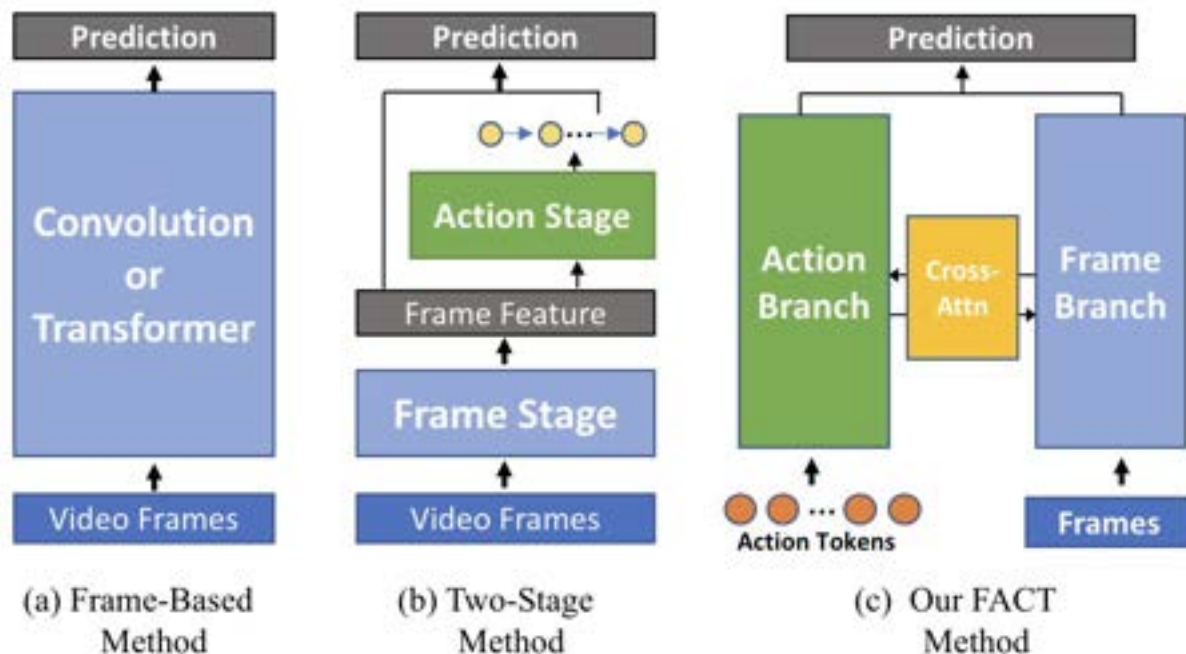 Prediction
Convolution
or
Transformer
Video Frames
(a) Frame-Based
Method
Prediction
...
Action Stage
Frame Feature
Frame Stage
Video Frames
(b) Two-Stage
Method
Prediction
Action
Branch
Cross-
Attn
Frame
Branch
...
Action Tokens
Frames
(c) Our FACT
Method